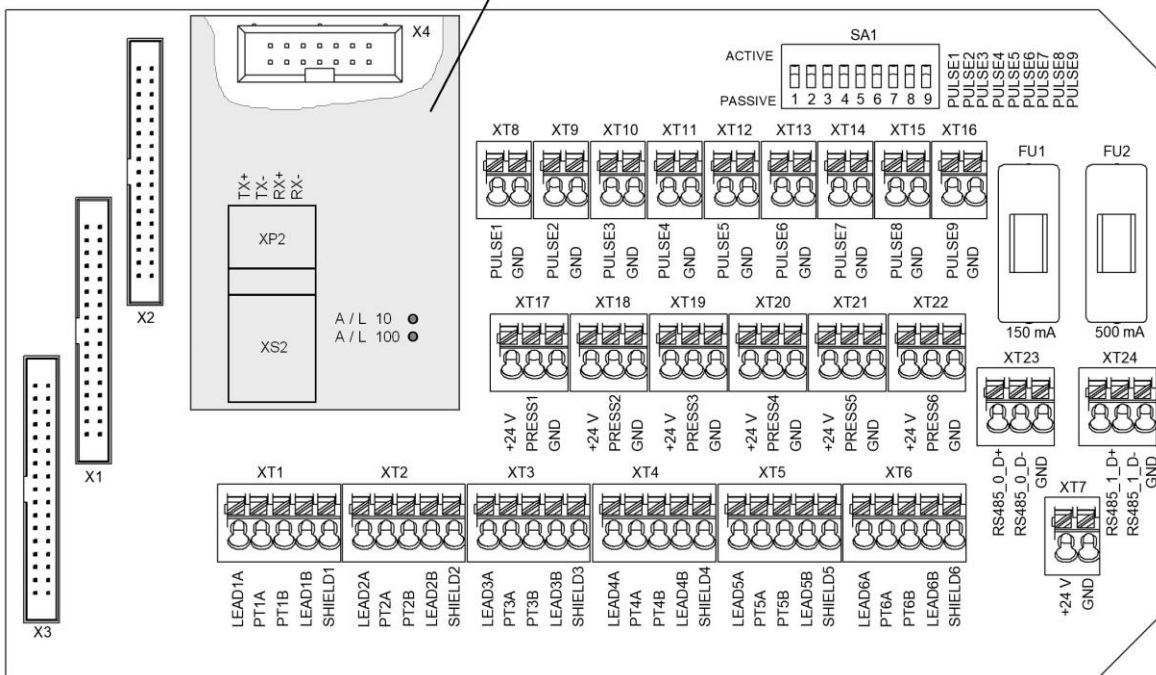 X4
SA1
ACTIVE
PASSIVE
1 2 3 4 5 6 7 8 9
PULSE1
PULSE2
PULSE3
PULSE4
PULSE5
PULSE6
PULSE7
PULSE8
PULSE9
XT8 XT9 XT10 XT11 XT12 XT13 XT14 XT15 XT16
FU1 FU2
PULSE1
GND
PULSE2
GND
PULSE3
GND
PULSE4
GND
PULSE5
GND
PULSE6
GND
PULSE7
GND
PULSE8
GND
PULSE9
GND
TX+
TX-
RX+
RX-
XP2
X2
A / L 10
A / L 100
XS2
XT17 XT18 XT19 XT20 XT21 XT22
150 mA 500 mA
XT23 XT24
+24 V
PRESS1
GND
+24 V
PRESS2
GND
+24 V
PRESS3
GND
+24 V
PRESS4
GND
+24 V
PRESS5
GND
+24 V
PRESS6
GND
RS485_0_D+
RS485_0_D-
GND
RS485_1_D+
RS485_1_D-
GND
X1
XT1 XT2 XT3 XT4 XT5 XT6
XT7
LEAD1A
PT1A
PT1B
LEAD1B
SHIELD1
LEAD2A
PT2A
PT2B
LEAD2B
SHIELD2
LEAD3A
PT3A
PT3B
LEAD3B
SHIELD3
LEAD4A
PT4A
PT4B
LEAD4B
SHIELD4
LEAD5A
PT5A
PT5B
LEAD5B
SHIELD5
LEAD6A
PT6A
PT6B
LEAD6B
SHIELD6
+24 V
GND
X3